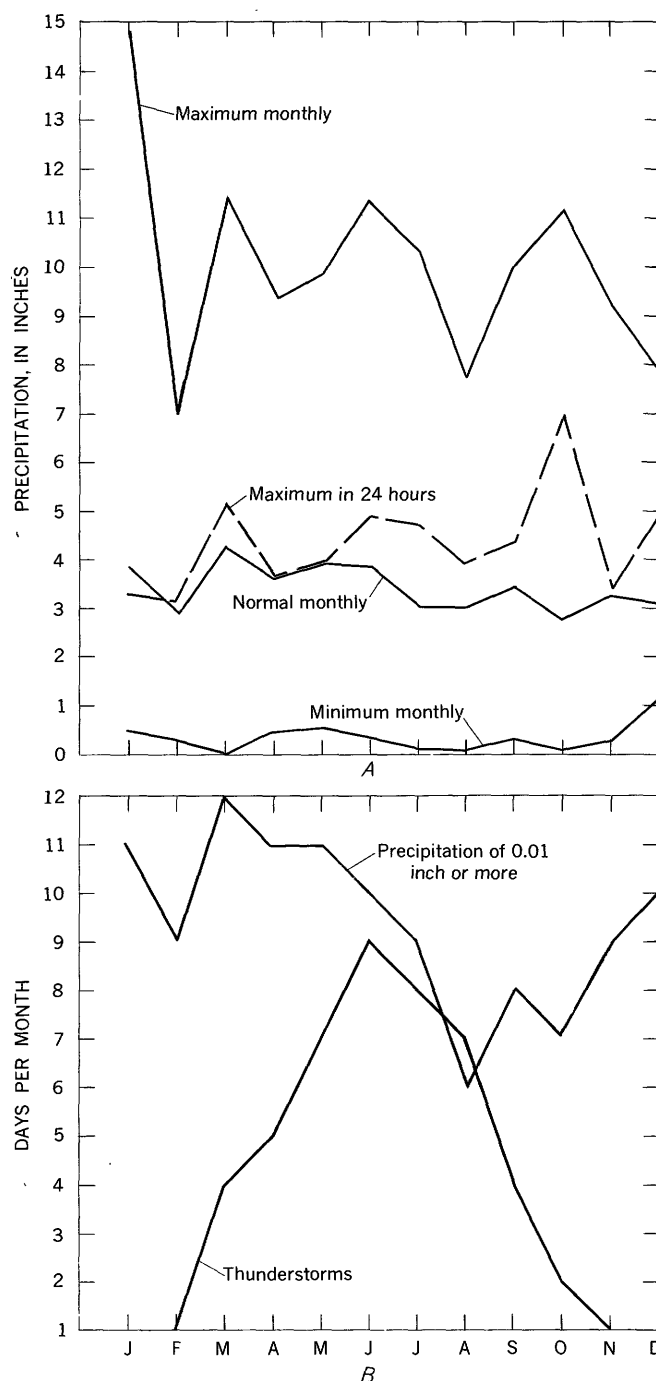 15
14
13
12
11
10
9
8
7
6
5
4
3
2
1
0
PRECIPITATION, IN INCHES
Maximum monthly
Maximum in 24 hours
Normal monthly
Minimum monthly
A
12
11
10
9
8
7
6
5
4
3
2
1
DAYS PER MONTH
Precipitation of 0.01
inch or more
Thunderstorms
J F M A M J J A S O N D
B